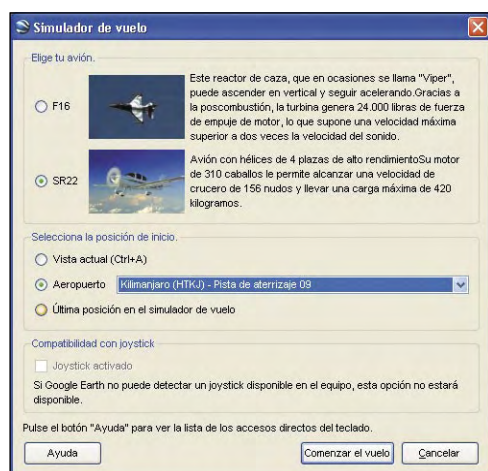 Simulador de vuelo
Elige tu avión.
F16
Este reactor de caza, que en ocasiones se llama "Viper",
puede ascender en vertical y seguir acelerando.Gracias a
la poscombustión, la turbina genera 24.000 libras de fuerza
de empuje de motor, lo que supone una velocidad máxima
superior a dos veces la velocidad del sonido.
SR22
Avión con hélices de 4 plazas de alto rendimientoSu motor
de 310 caballos le permite alcanzar una velocidad de
crucero de 156 nudos y llevar una carga máxima de 420
kilogramos.
Selecciona la posición de inicio.
Vista actual (Ctrl+A)
Aeropuerto
Kilimanjaro (HTKJ) - Pista de aterrizaje 09
Última posición en el simulador de vuelo
Compatibilidad con joystick
Joystick activado
Si Google Earth no puede detectar un joystick disponible en el equipo, esta opción no estará
disponible.
Pulse el botón "Ayuda" para ver la lista de los accesos directos del teclado.
Ayuda
Comenzar el vuelo
Cancelar